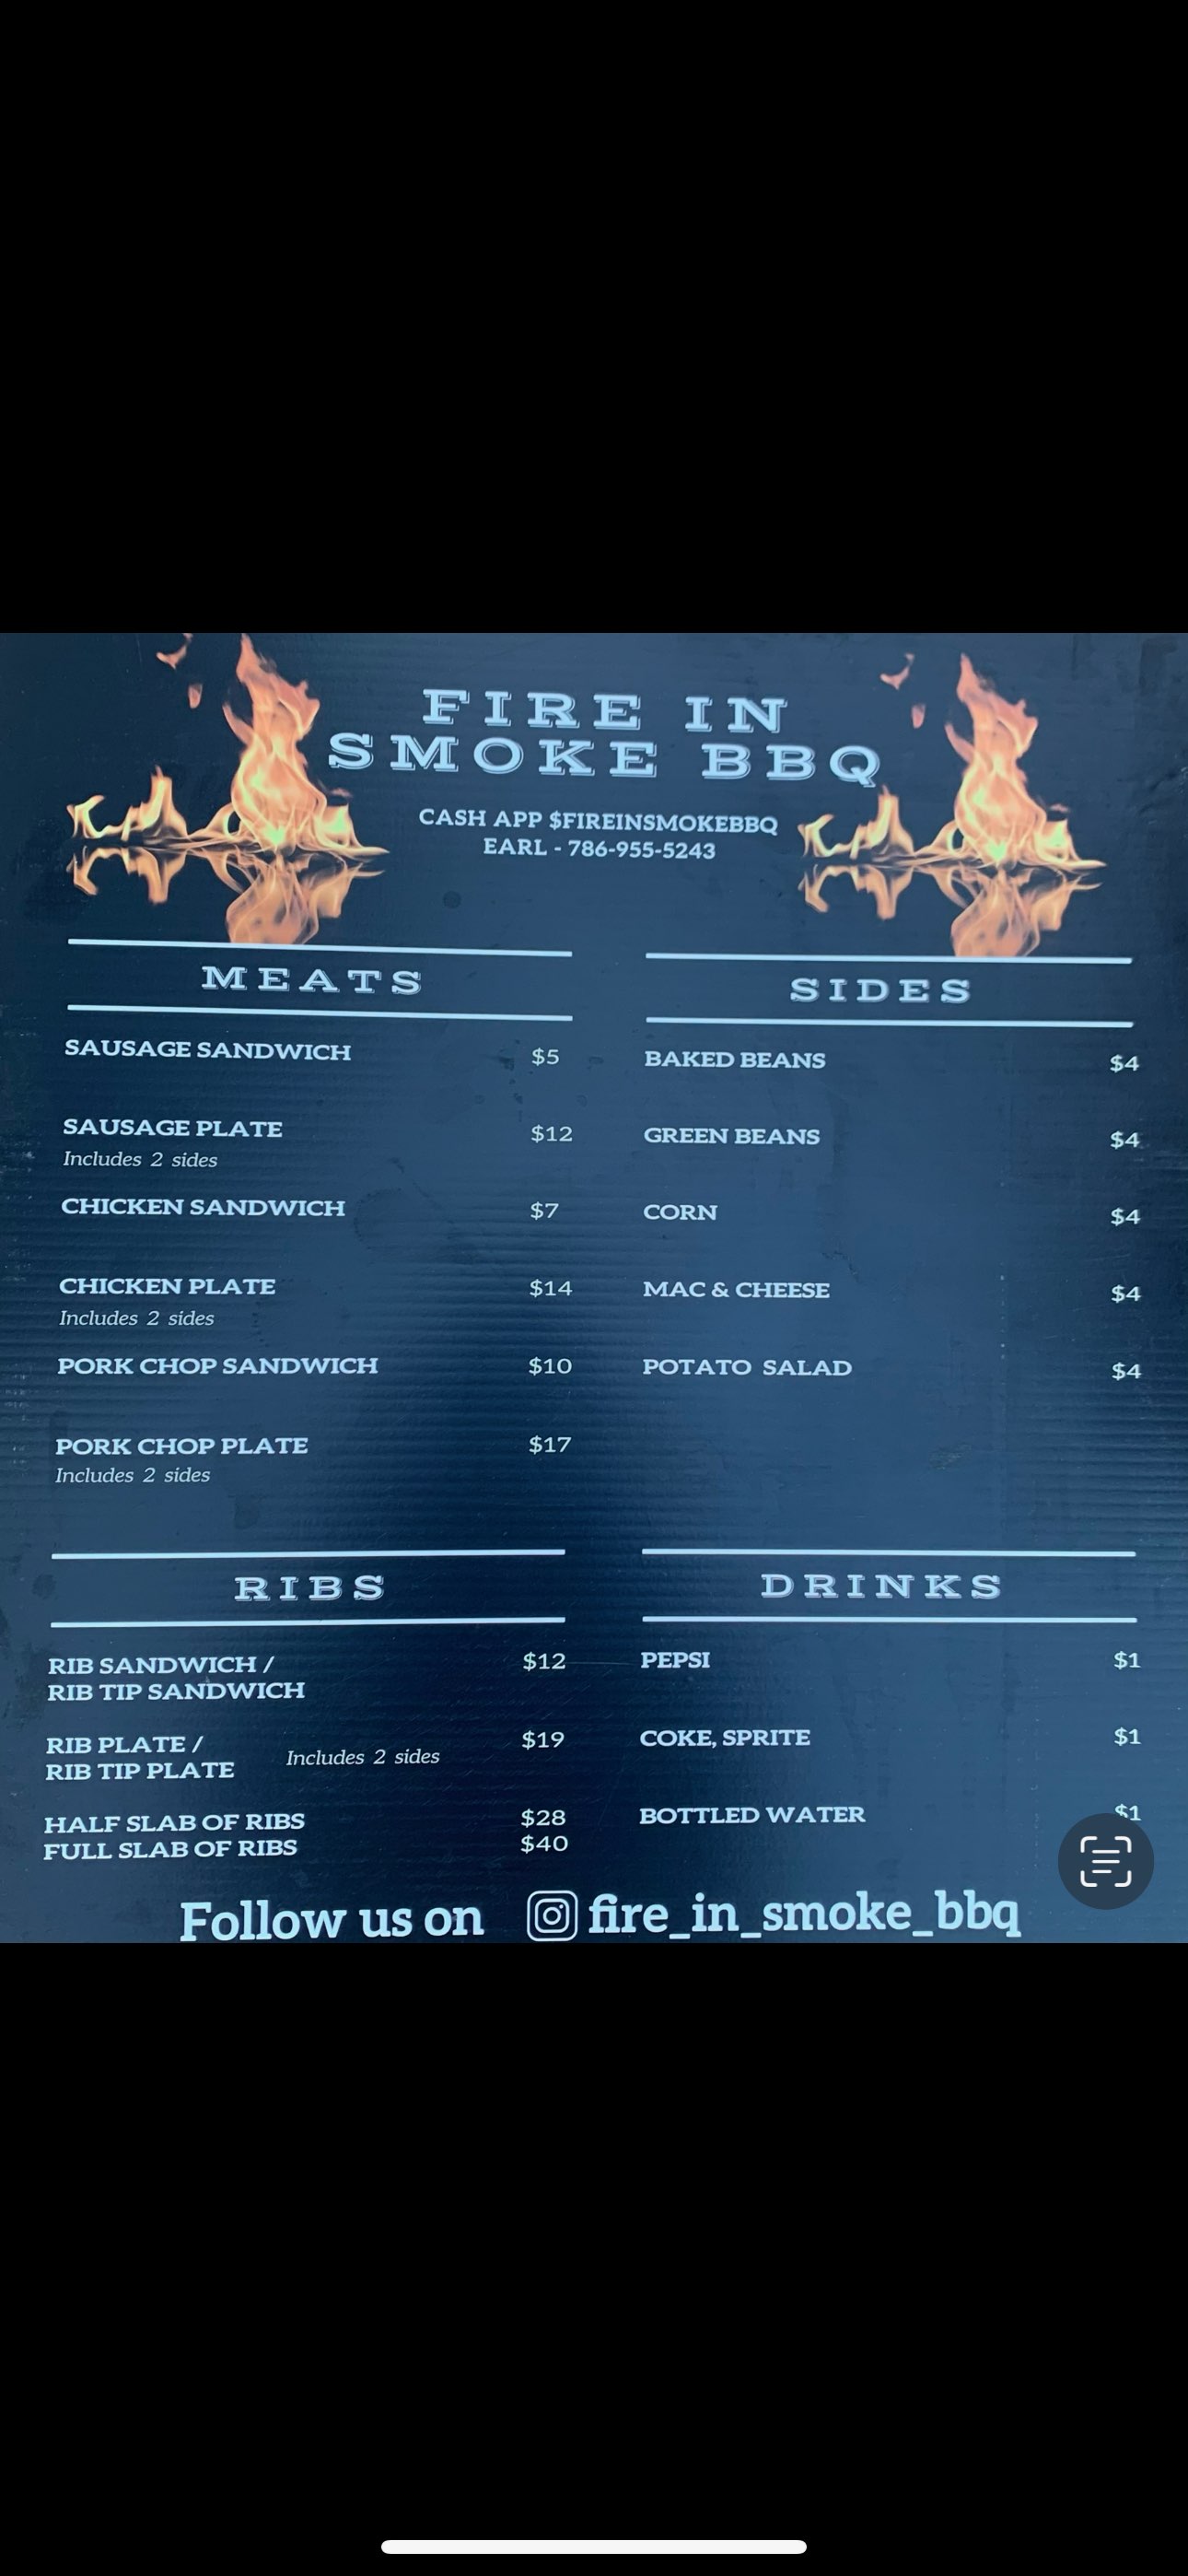 FIRE IN
SMOKE BBQ
CASH APP $FIREINSMOKEBBQ
EARL - 786-955-5243
MEATS
SAUSAGE SANDWICH $5
SAUSAGE PLATE $12
Includes 2 sides
CHICKEN SANDWICH $7
CHICKEN PLATE $14
Includes 2 sides
PORK CHOP SANDWICH $10
PORK CHOP PLATE $17
Includes 2 sides
SIDES
BAKED BEANS $4
GREEN BEANS $4
CORN $4
MAC & CHEESE $4
POTATO SALAD $4
RIBS
RIB SANDWICH / $12
RIB TIP SANDWICH
RIB PLATE / $19
RIB TIP PLATE Includes 2 sides
HALF SLAB OF RIBS $28
FULL SLAB OF RIBS $40
DRINKS
PEPSI $1
COKE, SPRITE $1
BOTTLED WATER $1
Follow us on fire_in_smoke_bbq